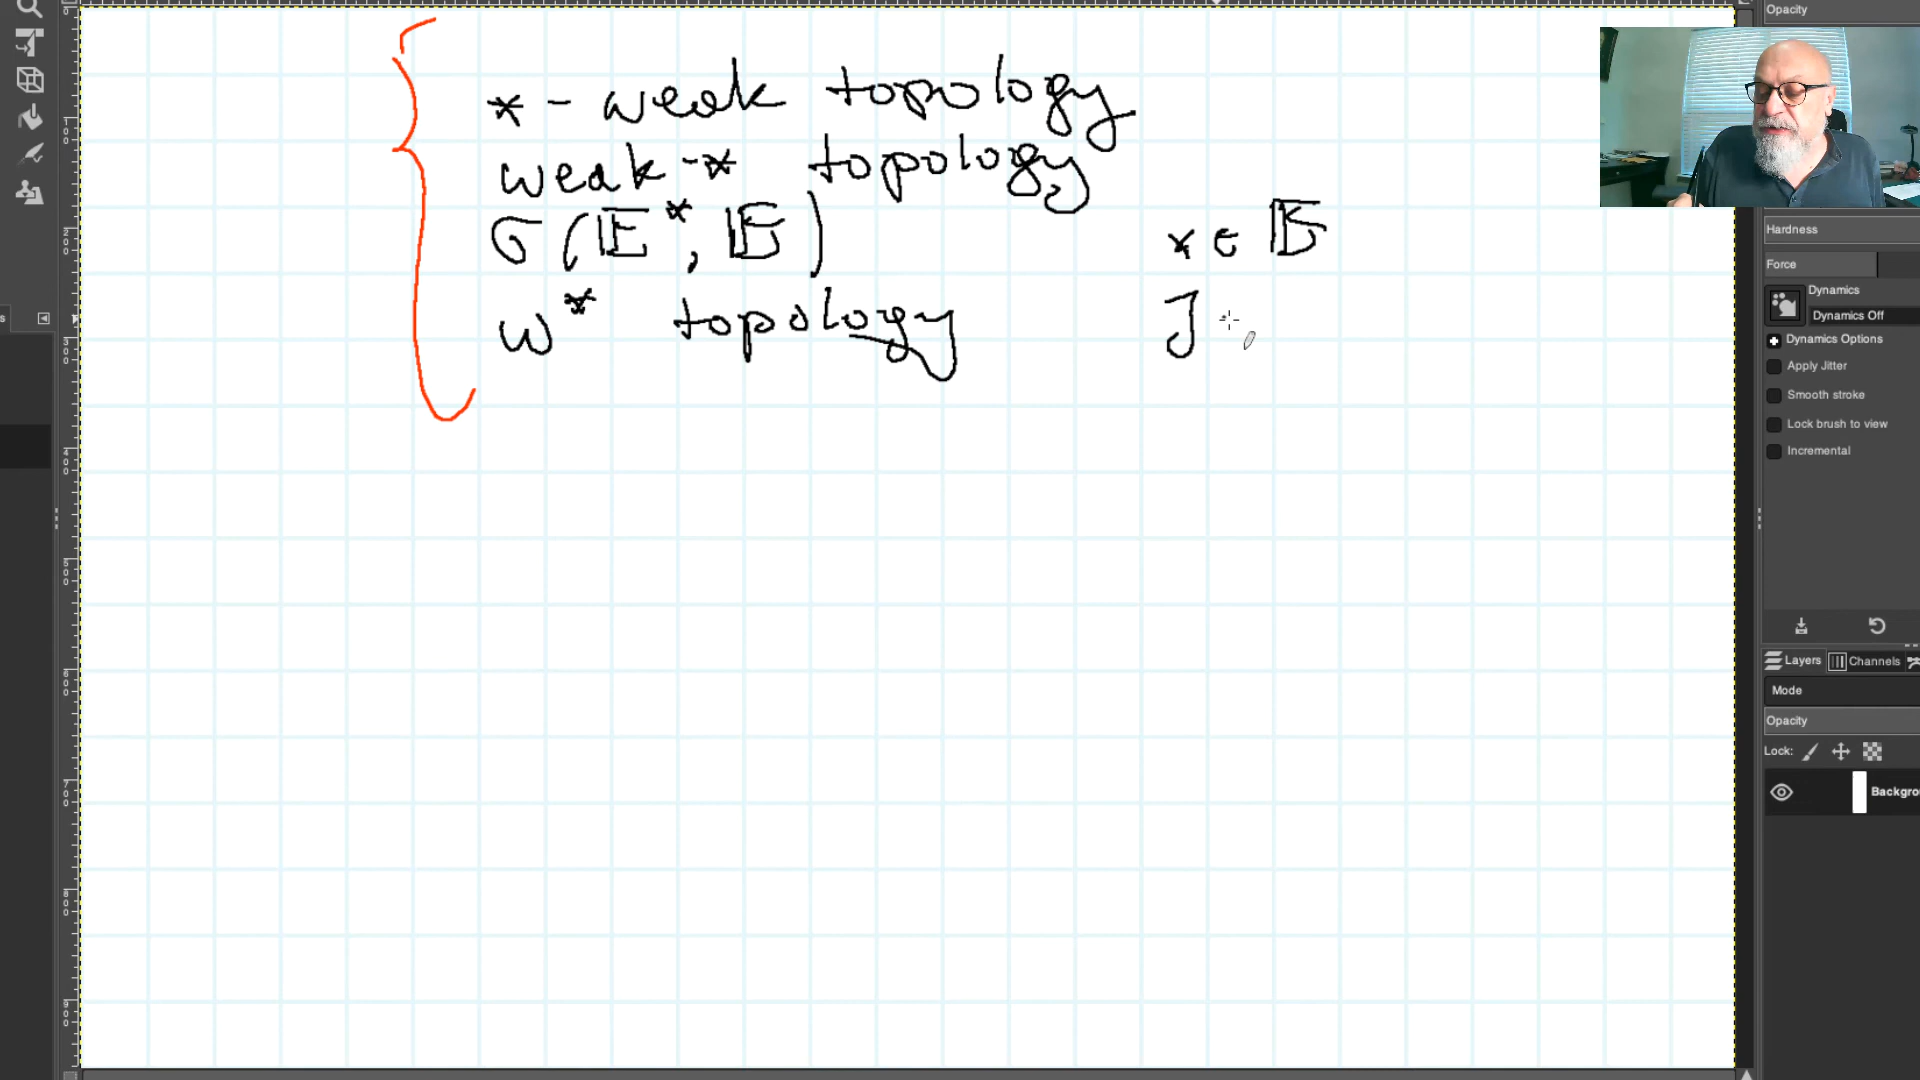 Opacity
* - weak topology
weak-* topology,
σ(𝔼*, 𝔼)
w* topology
x ∈ 𝔼
J
Hardness
Force
Dynamics
Dynamics Off
Dynamics Options
Apply Jitter
Smooth stroke
Lock brush to view
Incremental
Layers
Channels
Mode
Opacity
Lock:
Backgro